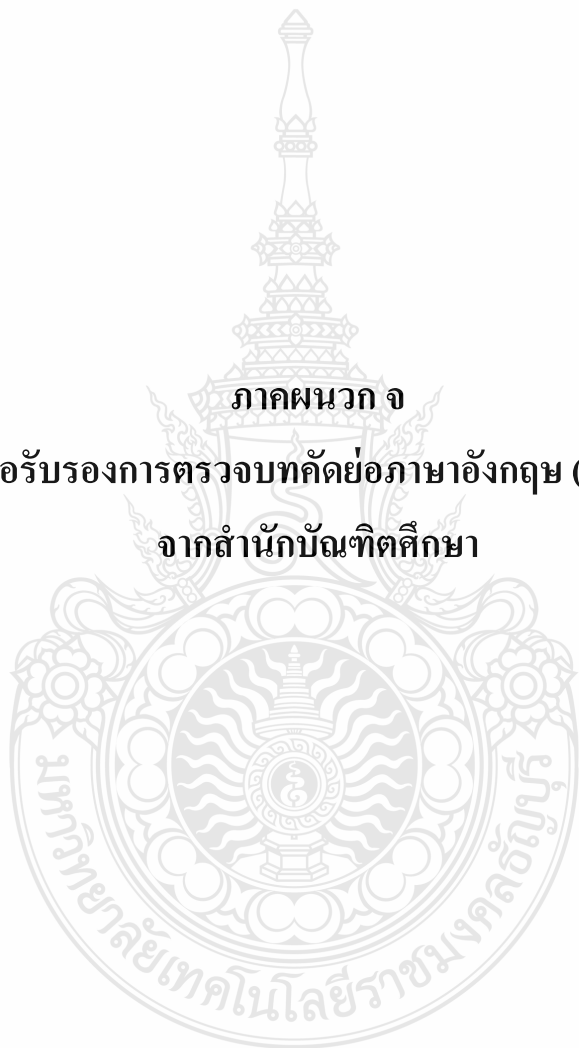 ภาคผนวก จ
อรับรองการตรวจบทคัดย่อภาษาอังกฤษ (
จากสำนักบัณฑิตศึกษา
มหาวิทยาลัยเทคโนโลยีราชมงคลธัญบุรี